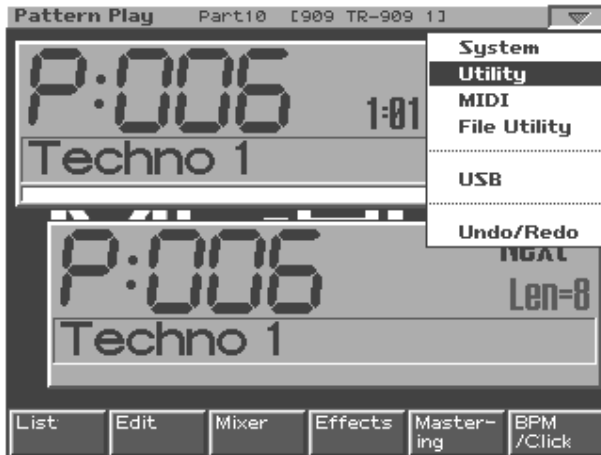 Pattern Play Part10 [909 TR-909 1]
System
Utility
MIDI
File Utility
USB
Undo/Redo
P:006
1:01
Techno 1
P:006
Next
Len=8
Techno 1
List Edit Mixer Effects Master-ing BPM/Click